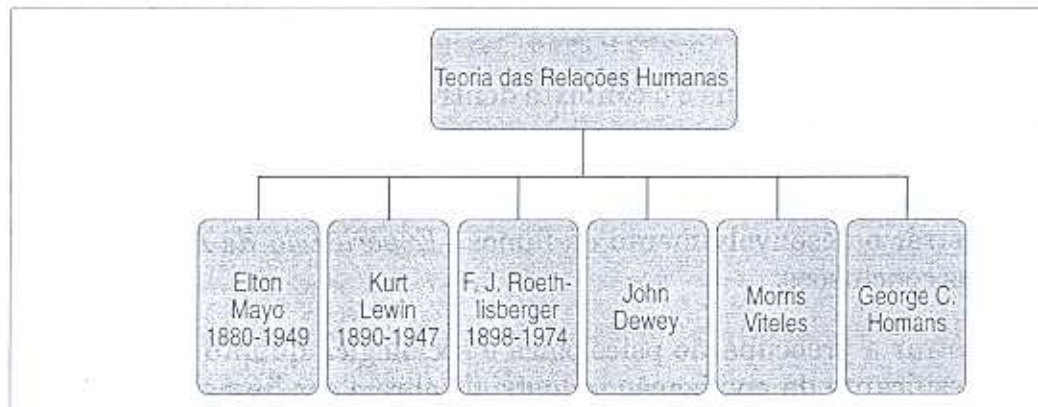 Teoria das Relações Humanas
Elton
Mayo
1880-1949
Kurt
Lewin
1890-1947
F. J. Roeth-
lisberger
1898-1974
John
Dewey
Morris
Viteles
George C.
Homans